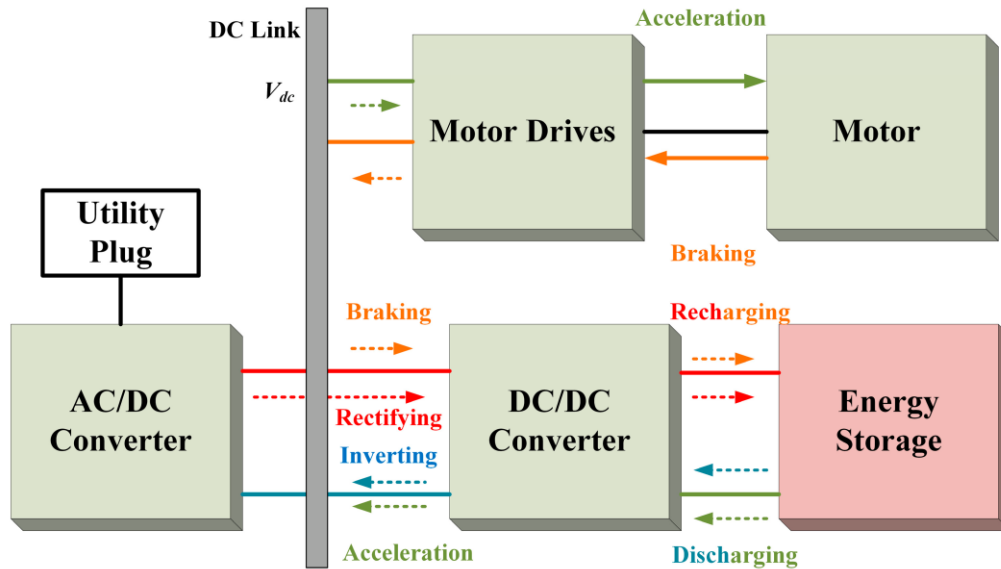 Acceleration
DC Link
V_dc
Motor Drives
Motor
Utility
Plug
Braking
Braking
Recharging
AC/DC
Converter
DC/DC
Converter
Energy
Storage
Rectifying
Inverting
Acceleration
Discharging